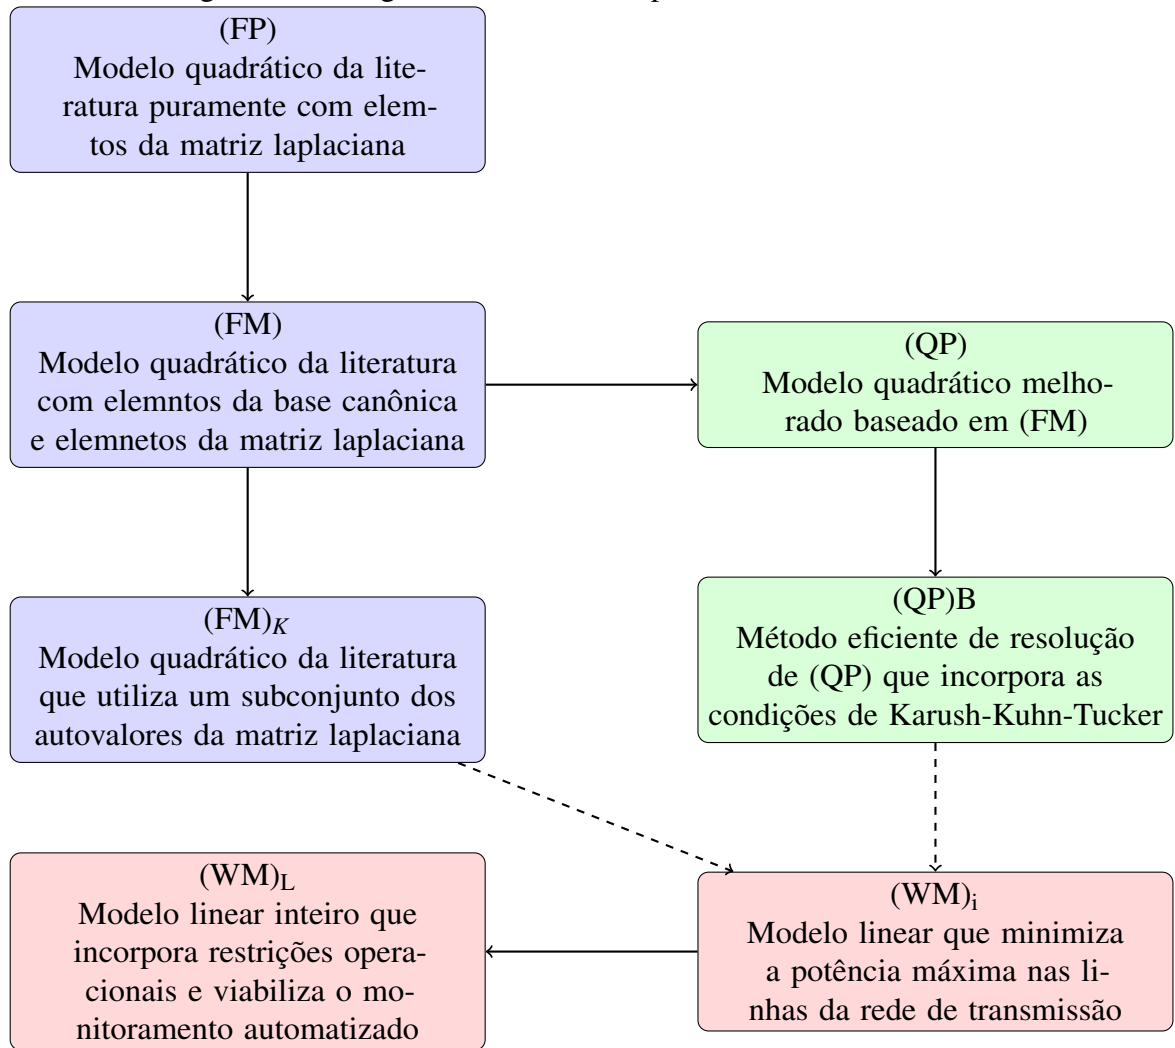 (FP)
Modelo quadrático da lite-
ratura puramente com elem-
tos da matriz laplaciana
(FM)
Modelo quadrático da literatura
com elemntos da base canônica
e elemnetos da matriz laplaciana
(QP)
Modelo quadrático melho-
rado baseado em (FM)
(FM)K
Modelo quadrático da literatura
que utiliza um subconjunto dos
autovalores da matriz laplaciana
(QP)B
Método eficiente de resolução
de (QP) que incorpora as
condições de Karush-Kuhn-Tucker
(WM)L
Modelo linear inteiro que
incorpora restrições opera-
cionais e viabiliza o mo-
nitoramento automatizado
(WM)i
Modelo linear que minimiza
a potência máxima nas li-
nhas da rede de transmissão